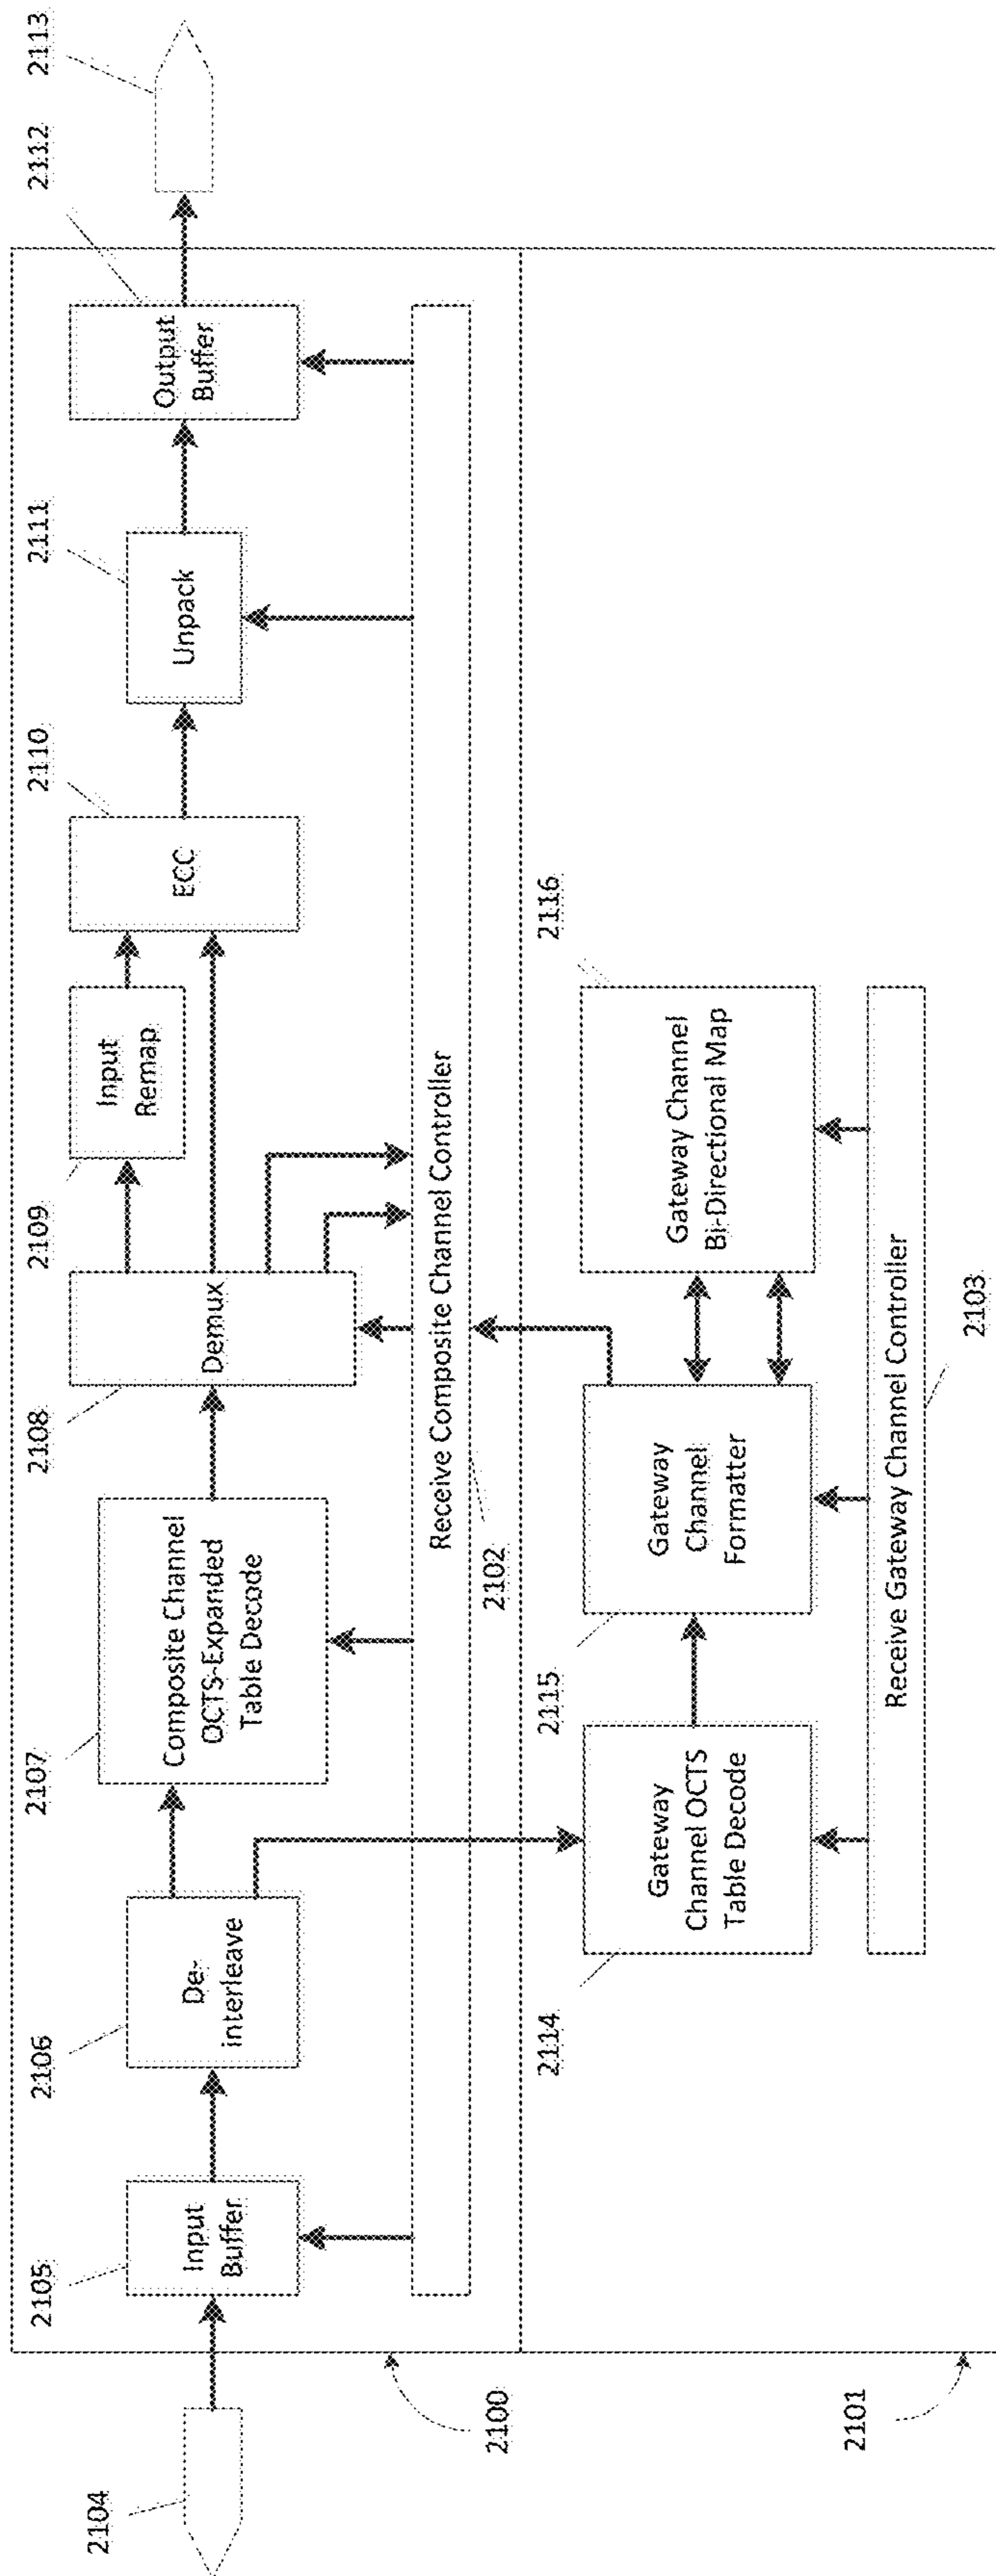 2104
2105
2106
2107
2108
2109
2110
2111
2112
2113
Input
Buffer
De-
interleave
Composite Channel
OCTS-Expanded
Table Decode
Demux
Input
Remap
ECC
Unpack
Output
Buffer
Receive Composite Channel Controller
2102
2100
2114
2115
2116
Gateway
Channel OCTS
Table Decode
Gateway
Channel
Formatter
Gateway Channel
Bi-Directional Map
Receive Gateway Channel Controller
2103
2101